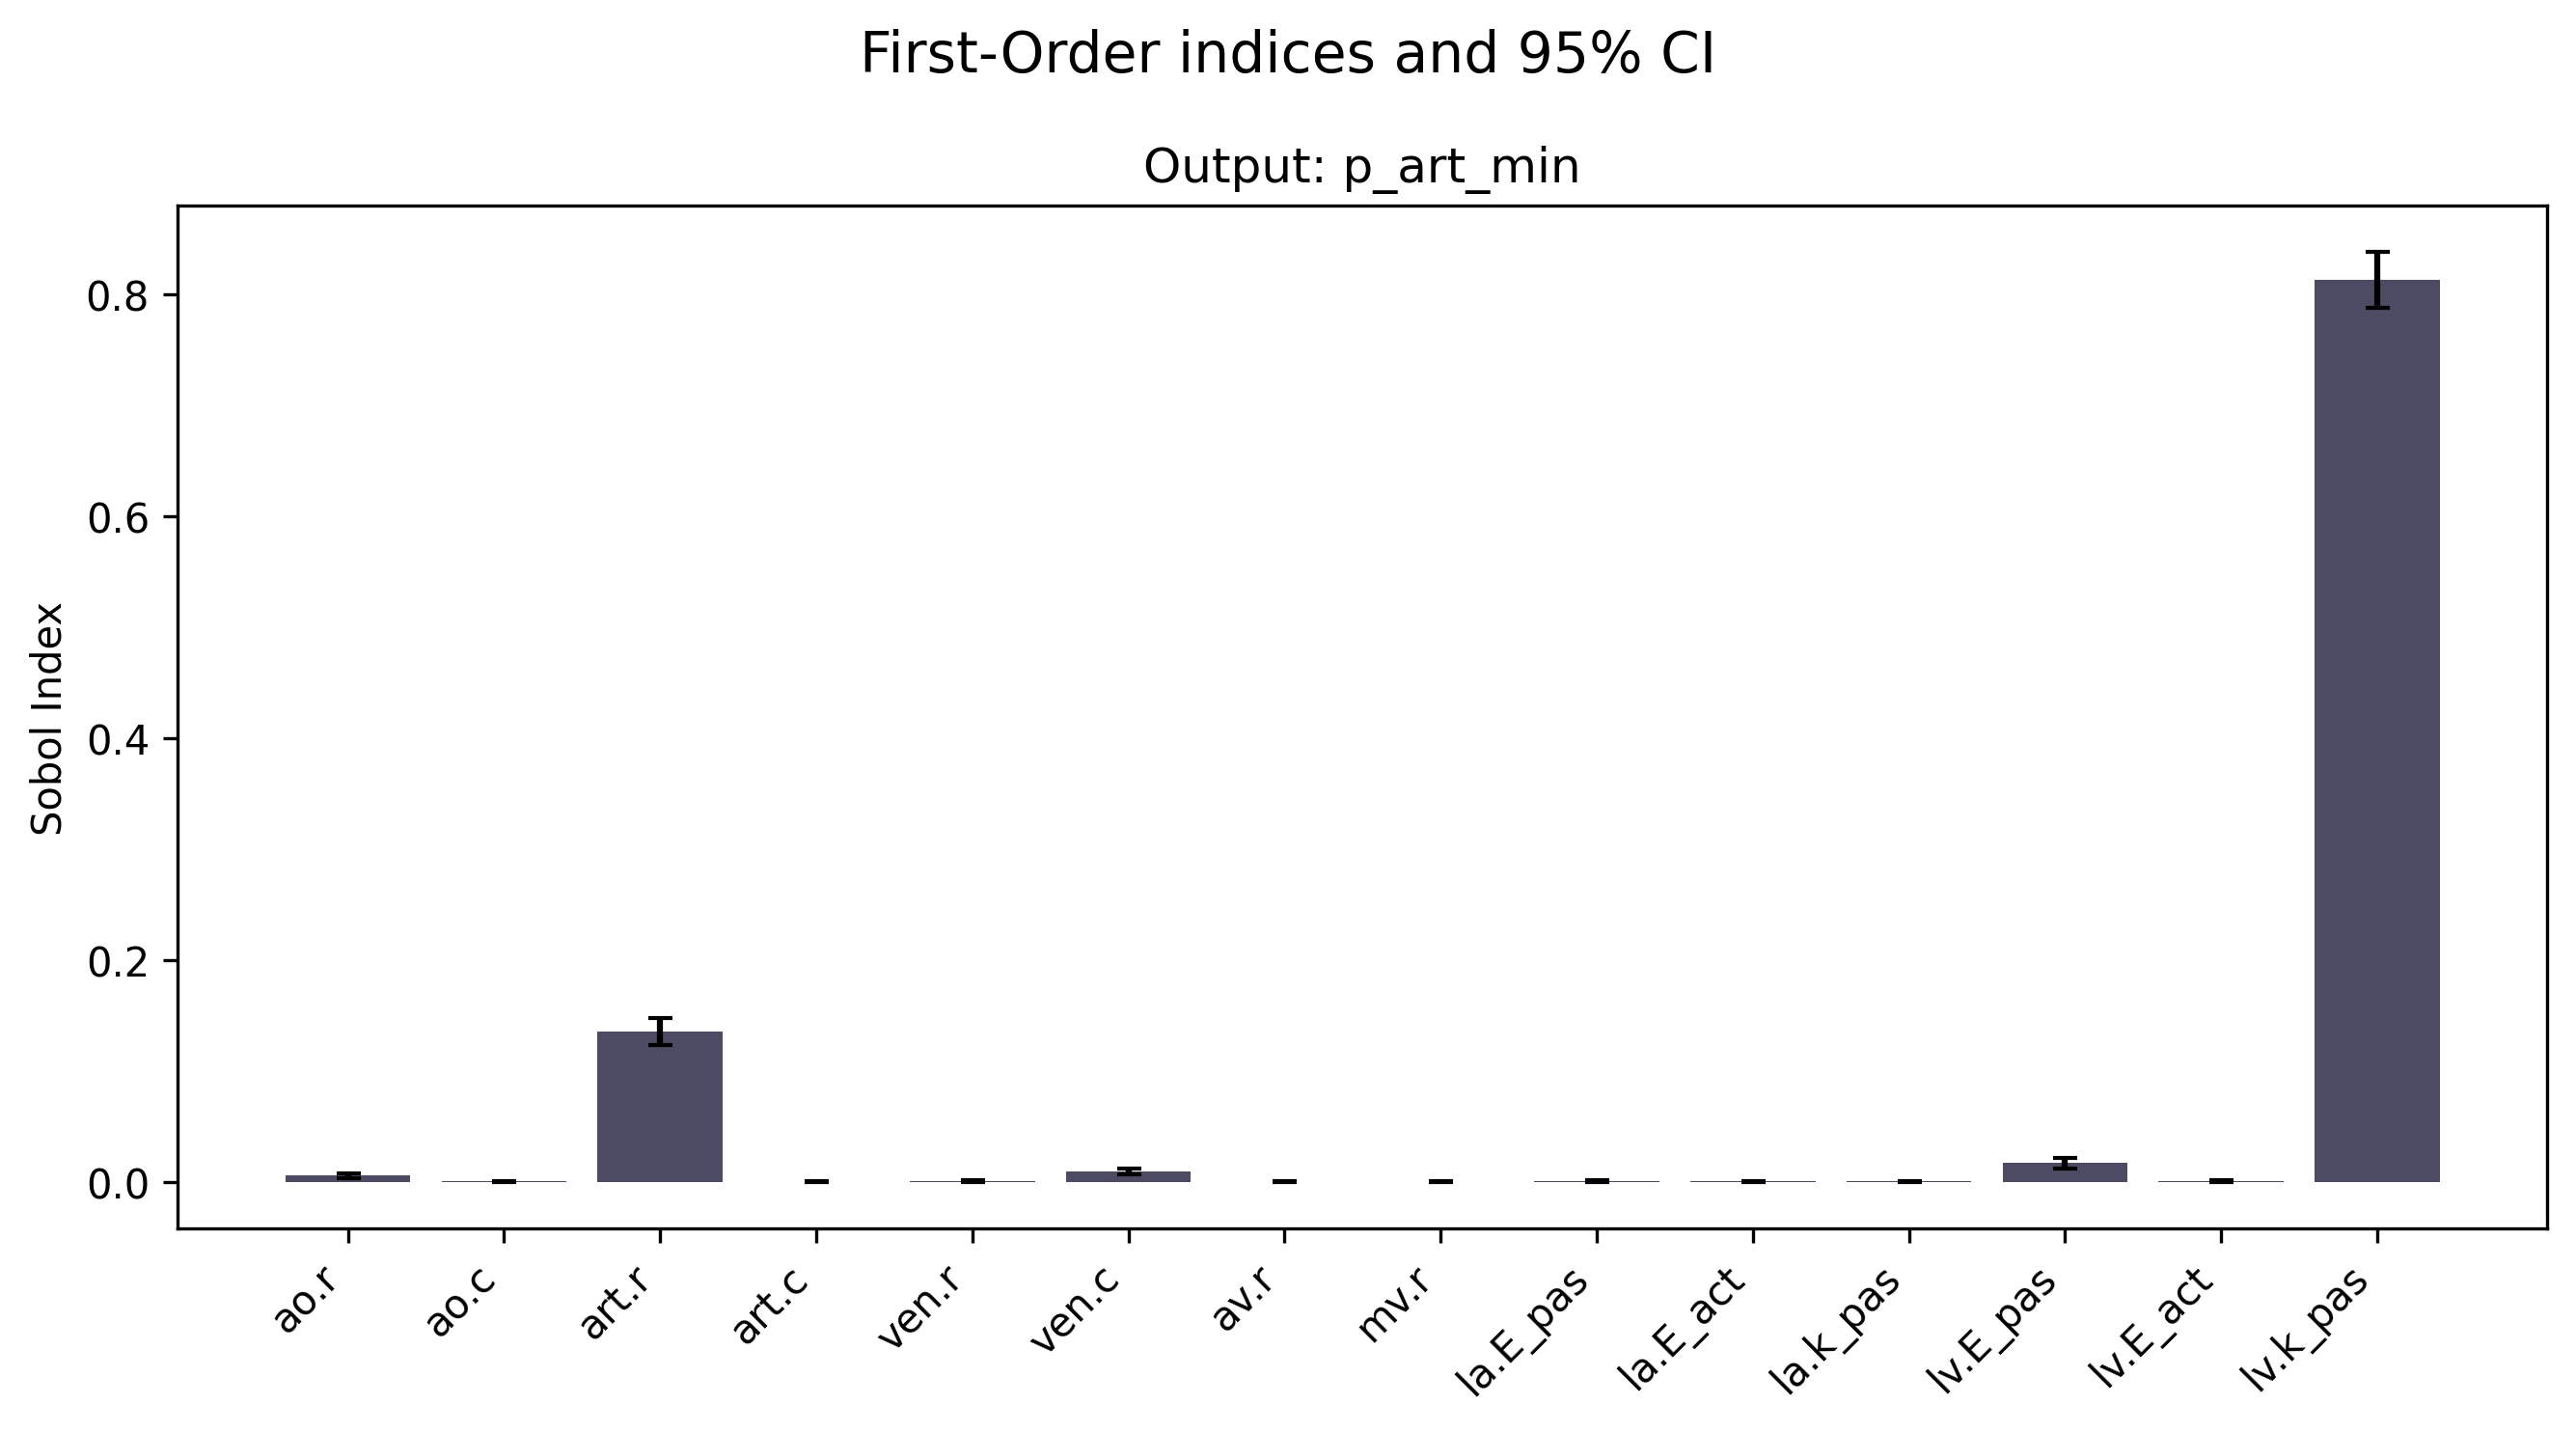 First-Order indices and 95% CI
Output: p_art_min
Sobol Index
0.8
0.6
0.4
0.2
0.0
ao.r
ao.c
art.r
art.c
ven.r
ven.c
av.r
mv.r
la.E_pas
la.E_act
la.k_pas
lv.E_pas
lv.E_act
lv.k_pas